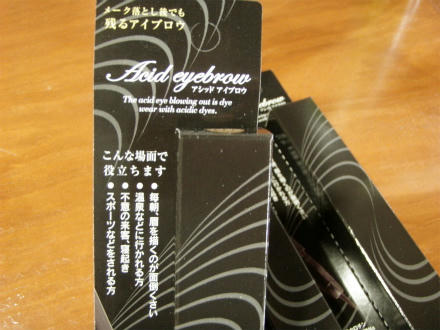 メーク落とし後でも
残るアイブロウ
Acid eyebrow
アシッド アイブロウ
The acid eye blowing out is dye
wear with acidic dyes.
こんな場面で
役立ちます
●毎朝、眉を描くのが面倒くさい
●温泉などに行かれる方
●不意の来客、寝起き
●スポーツなどをされる方